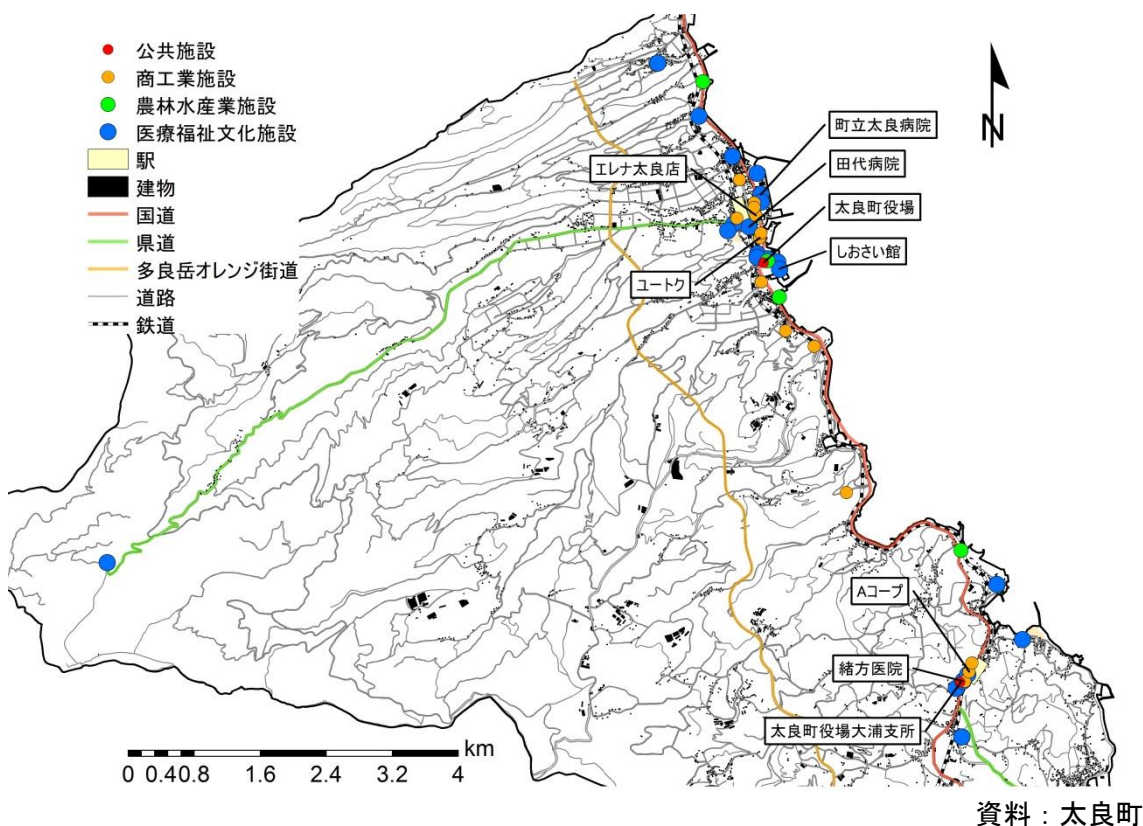 公共施設
商工業施設
農林水産業施設
医療福祉文化施設
駅
建物
国道
県道
多良岳オレンジ街道
道路
鉄道
N
町立太良病院
エレナ太良店
田代病院
太良町役場
しおさい館
ユートク
Aコープ
緒方医院
太良町役場大浦支所
km
0 0.40.8 1.6 2.4 3.2 4
資料：太良町